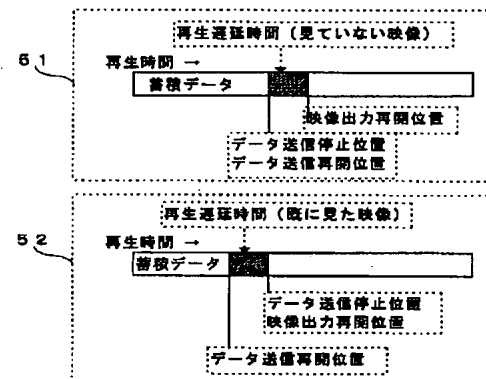 51
再生遅延時間（見ていない映像）
再生時間 →
蓄積データ
映像出力再開位置
データ送信停止位置
データ送信再開位置
52
再生遅延時間（既に見た映像）
再生時間 →
蓄積データ
データ送信停止位置
映像出力再開位置
データ送信再開位置